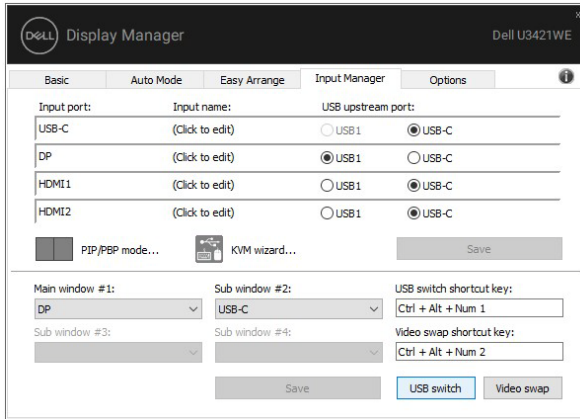 DELL Display Manager Dell U3421WE
Basic Auto Mode Easy Arrange Input Manager Options
Input port: Input name: USB upstream port:
USB-C (Click to edit) USB1 USB-C
DP (Click to edit) USB1 USB-C
HDMI1 (Click to edit) USB1 USB-C
HDMI2 (Click to edit) USB1 USB-C
PIP/PBP mode... KVM wizard... Save
Main window #1: Sub window #2: USB switch shortcut key:
DP USB-C Ctrl + Alt + Num 1
Sub window #3: Sub window #4: Video swap shortcut key:
Ctrl + Alt + Num 2
Save USB switch Video swap